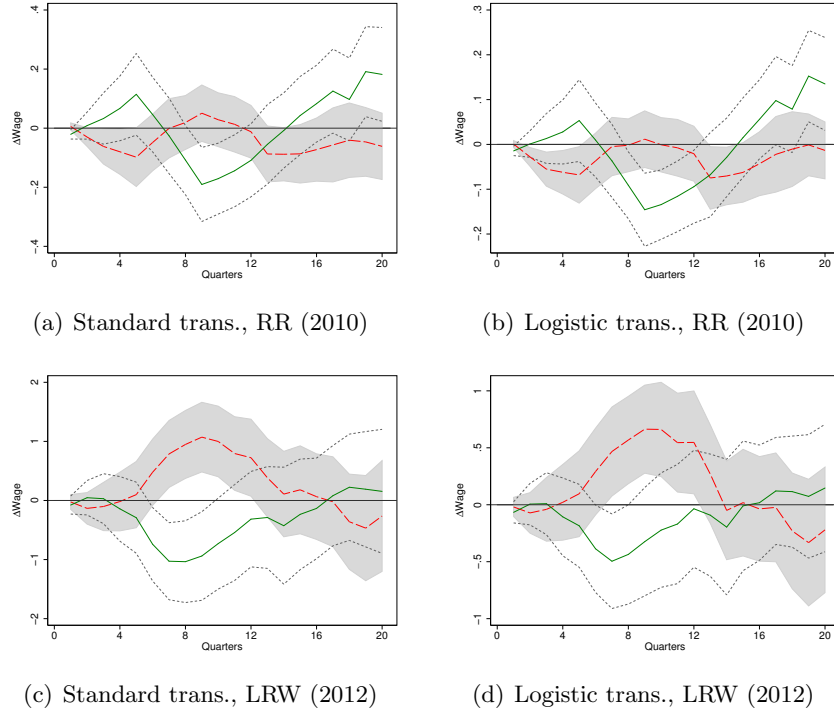 .4
.2
0
-.2
-.4
ΔWage
0 4 8 12 16 20
Quarters
(a) Standard trans., RR (2010)
.3
.2
.1
0
-.1
-.2
ΔWage
0 4 8 12 16 20
Quarters
(b) Logistic trans., RR (2010)
2
1
0
-1
-2
ΔWage
0 4 8 12 16 20
Quarters
(c) Standard trans., LRW (2012)
1
.5
0
-.5
-1
ΔWage
0 4 8 12 16 20
Quarters
(d) Logistic trans., LRW (2012)